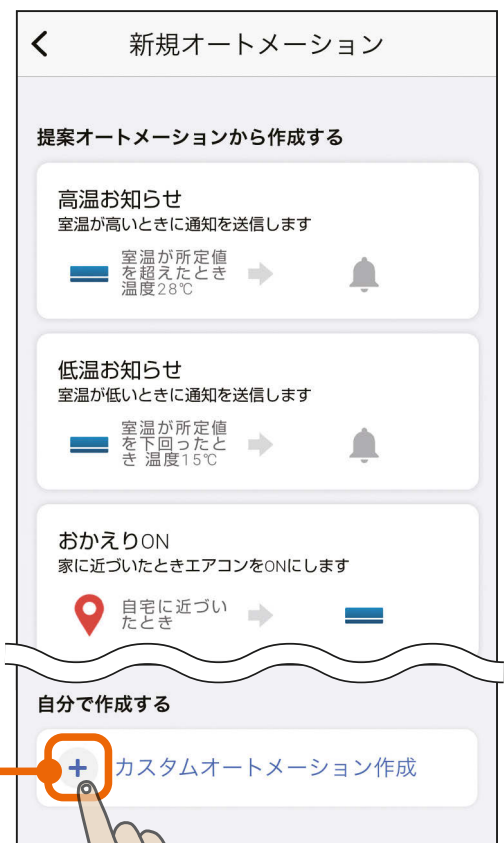 新規オートメーション
提案オートメーションから作成する
高温お知らせ
室温が高いときに通知を送信します
室温が所定値
を超えたとき
温度28℃
低温お知らせ
室温が低いときに通知を送信します
室温が所定値
を下回ったと
き 温度15℃
おかえりON
家に近づいたときエアコンをONにします
自宅に近づい
たとき
自分で作成する
+ カスタムオートメーション作成